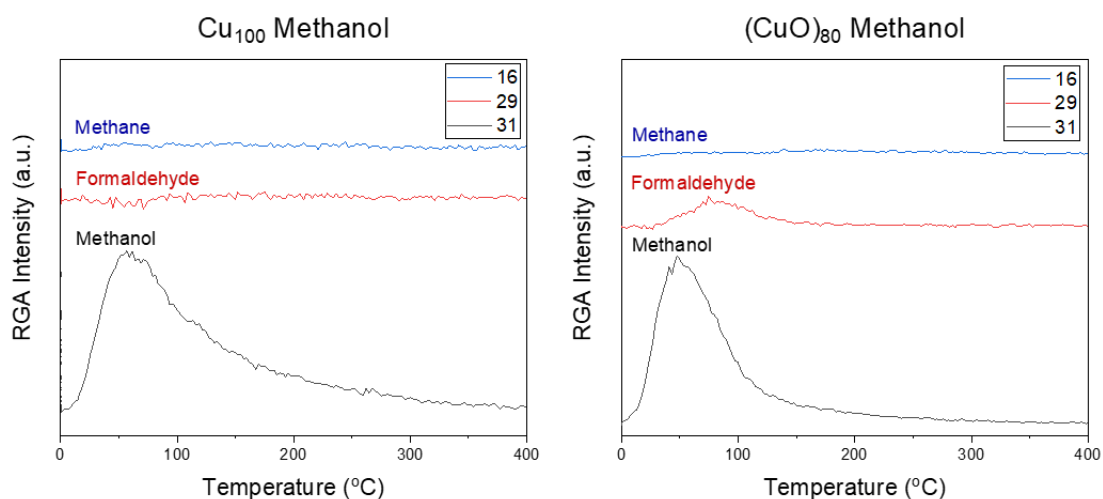 Cu₁₀₀ Methanol
16
29
31
Methane
Formaldehyde
Methanol
RGA Intensity (a.u.)
0
100
200
300
400
Temperature (ºC)
(CuO)₈₀ Methanol
16
29
31
Methane
Formaldehyde
Methanol
RGA Intensity (a.u.)
0
100
200
300
400
Temperature (ºC)